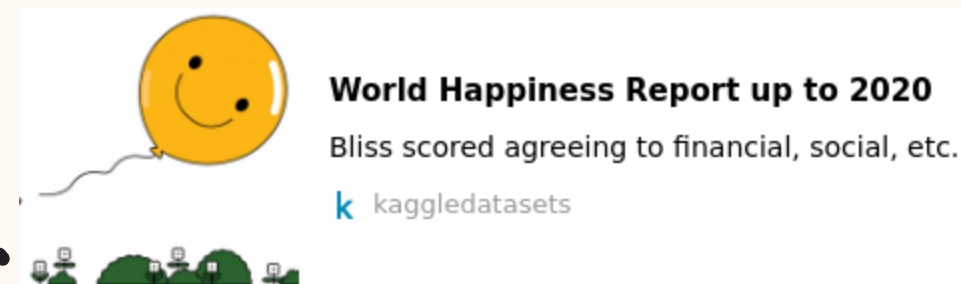 World Happiness Report up to 2020
Bliss scored agreeing to financial, social, etc.
k kaggledatasets